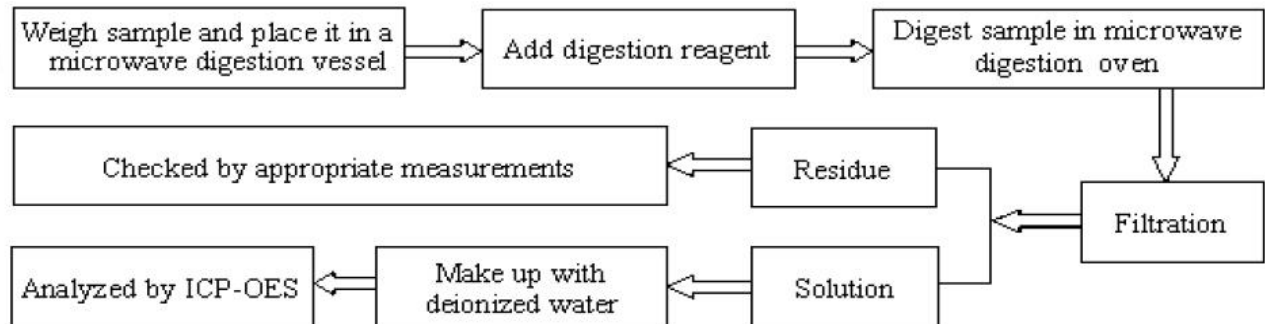 Weigh sample and place it in a
microwave digestion vessel
Add digestion reagent
Digest sample in microwave
digestion oven
Filtration
Residue
Checked by appropriate measurements
Solution
Make up with
deionized water
Analyzed by ICP-OES